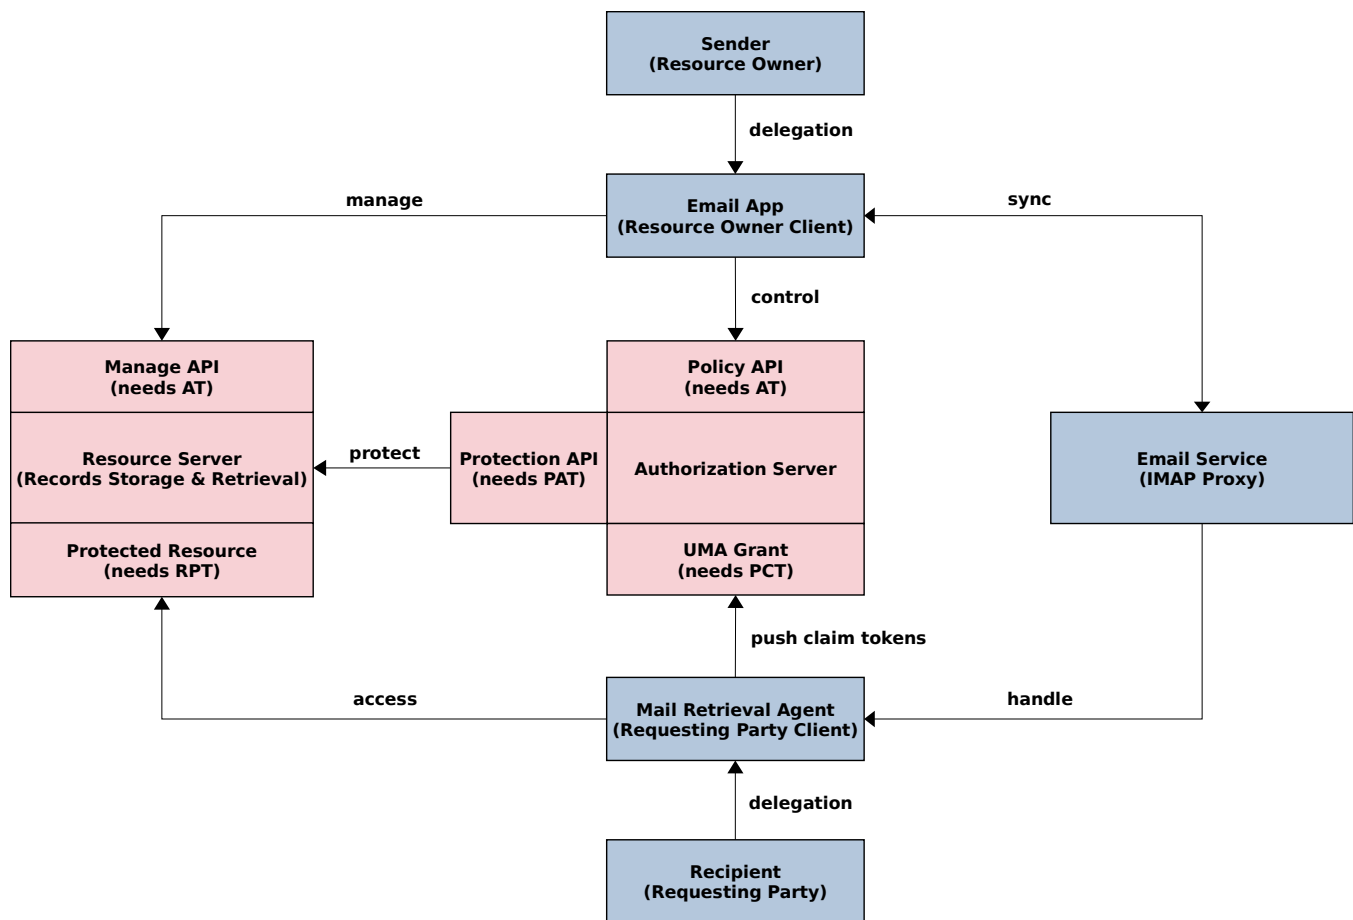 Sender
(Resource Owner)
delegation
manage
Email App
(Resource Owner Client)
sync
control
Manage API
(needs AT)
Policy API
(needs AT)
Resource Server
(Records Storage & Retrieval)
protect
Protection API
(needs PAT)
Authorization Server
Email Service
(IMAP Proxy)
Protected Resource
(needs RPT)
UMA Grant
(needs PCT)
push claim tokens
access
Mail Retrieval Agent
(Requesting Party Client)
handle
delegation
Recipient
(Requesting Party)